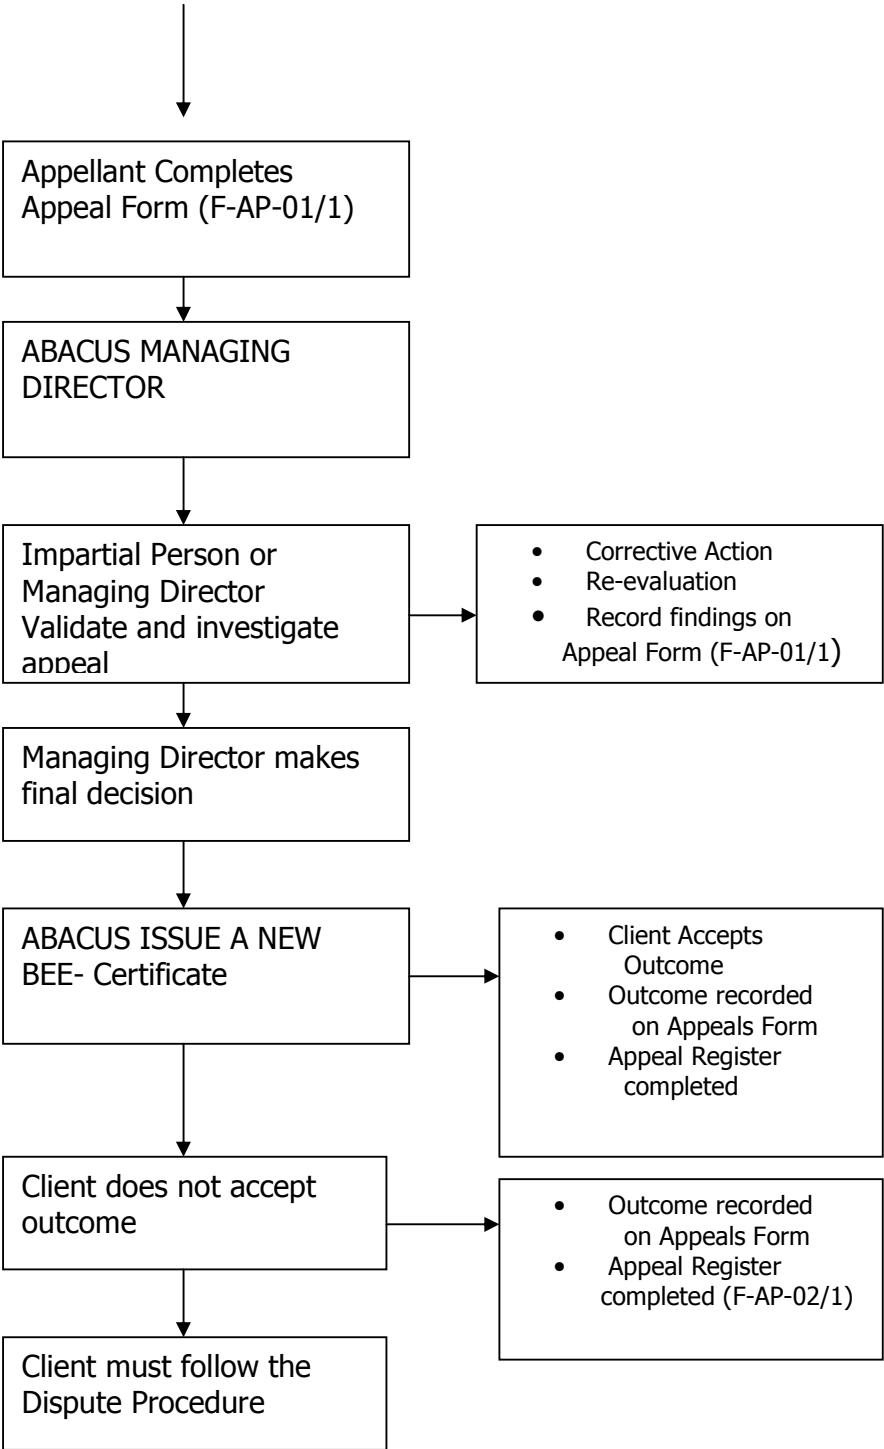 Appellant Completes
Appeal Form (F-AP-01/1)
ABACUS MANAGING
DIRECTOR
Impartial Person or
Managing Director
Validate and investigate
appeal
• Corrective Action
• Re-evaluation
• Record findings on
Appeal Form (F-AP-01/1)
Managing Director makes
final decision
ABACUS ISSUE A NEW
BEE- Certificate
• Client Accepts
Outcome
• Outcome recorded
on Appeals Form
• Appeal Register
completed
Client does not accept
outcome
• Outcome recorded
on Appeals Form
• Appeal Register
completed (F-AP-02/1)
Client must follow the
Dispute Procedure